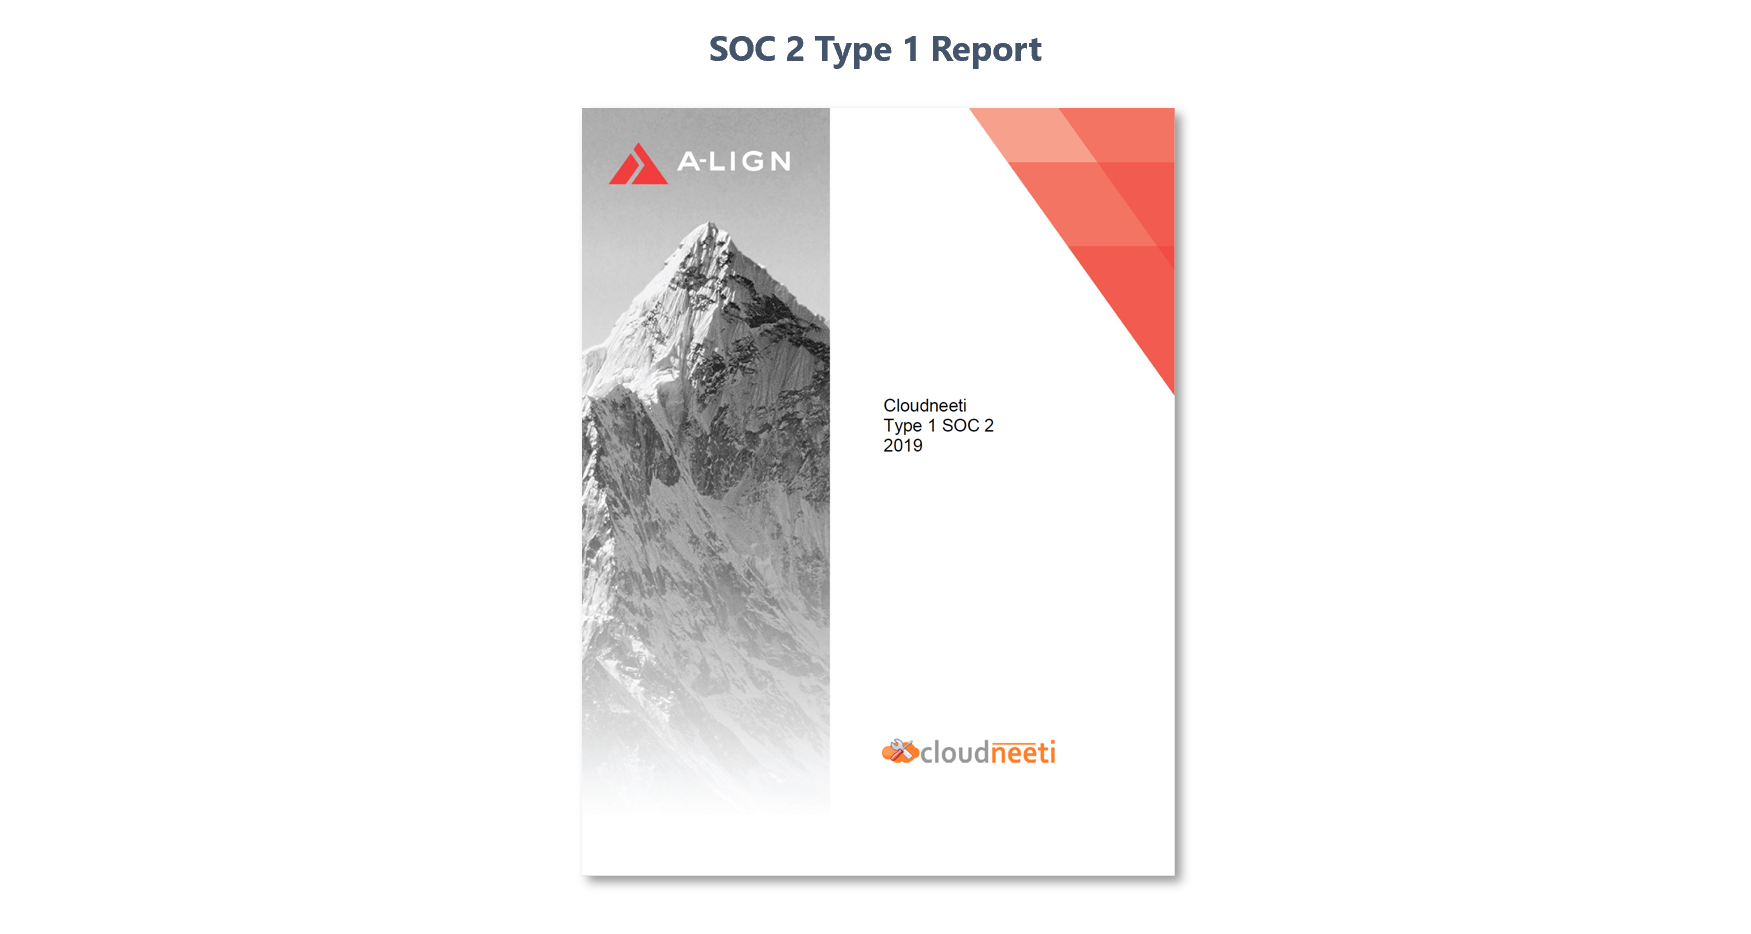 SOC 2 Type 1 Report
A-LIGN
Cloudneeti
Type 1 SOC 2
2019
cloudneeti